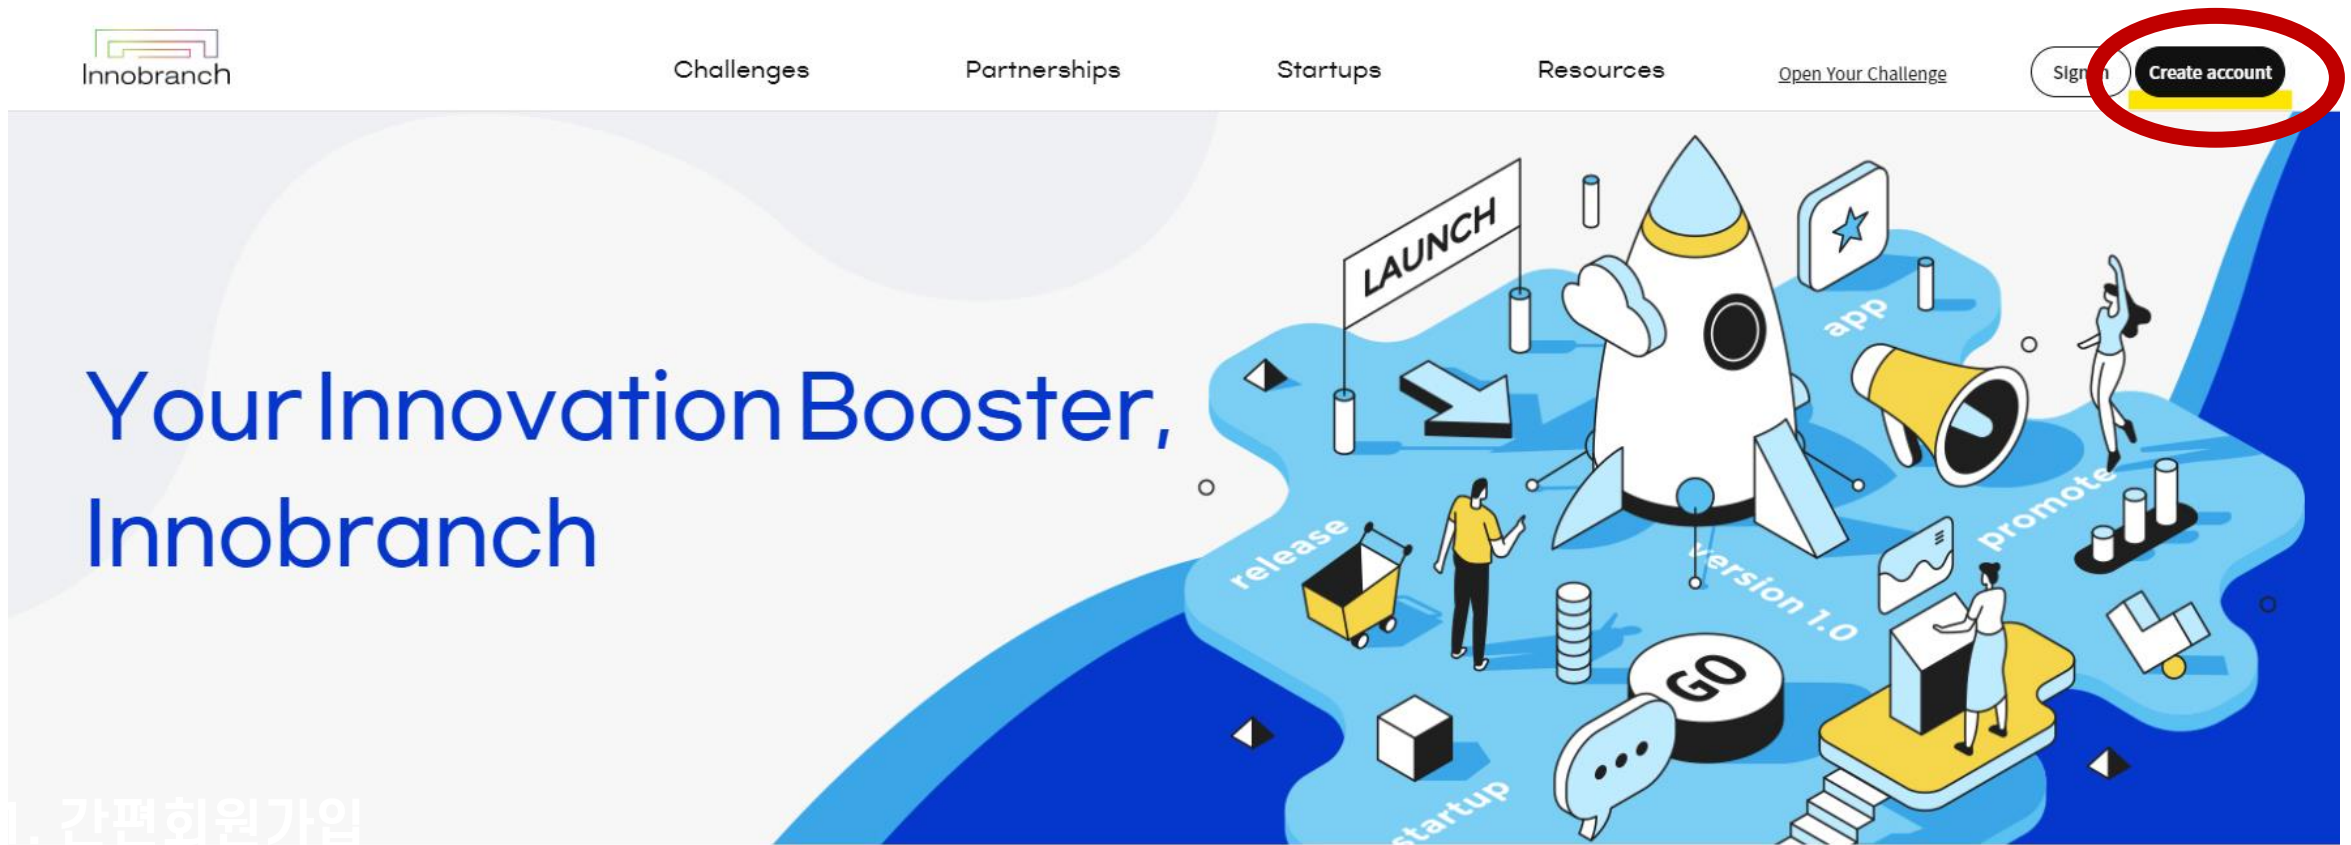 Innobranch
Challenges
Partnerships
Startups
Resources
Open Your Challenge
Create account
Your Innovation Booster,
Innobranch
LAUNCH
app
release
promote
version 1.0
GO
startup
1. 간편회원가입